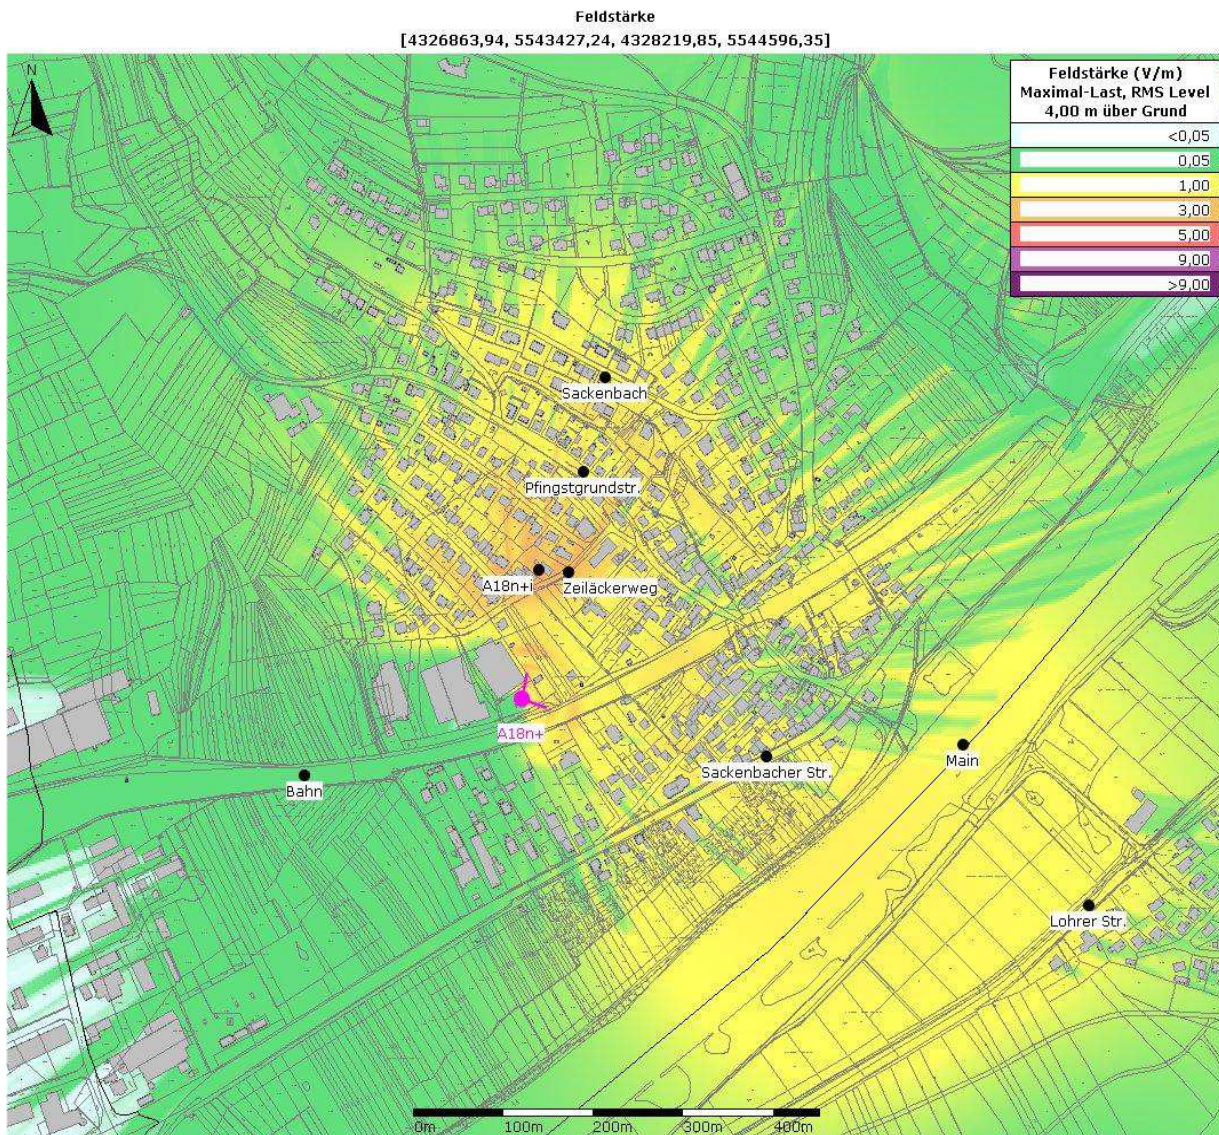 Feldstärke
[4326863,94, 5543427,24, 4328219,85, 5544596,35]
N
Feldstärke (V/m)
Maximal-Last, RMS Level
4,00 m über Grund
<0,05
0,05
1,00
3,00
5,00
9,00
>9,00
Sackenbach
Pfingstgrundstr.
A18n+i
Zeiläckerweg
A18n+
Sackenbacher Str.
Main
Bahn
Lohrer Str.
0m 100m 200m 300m 400m